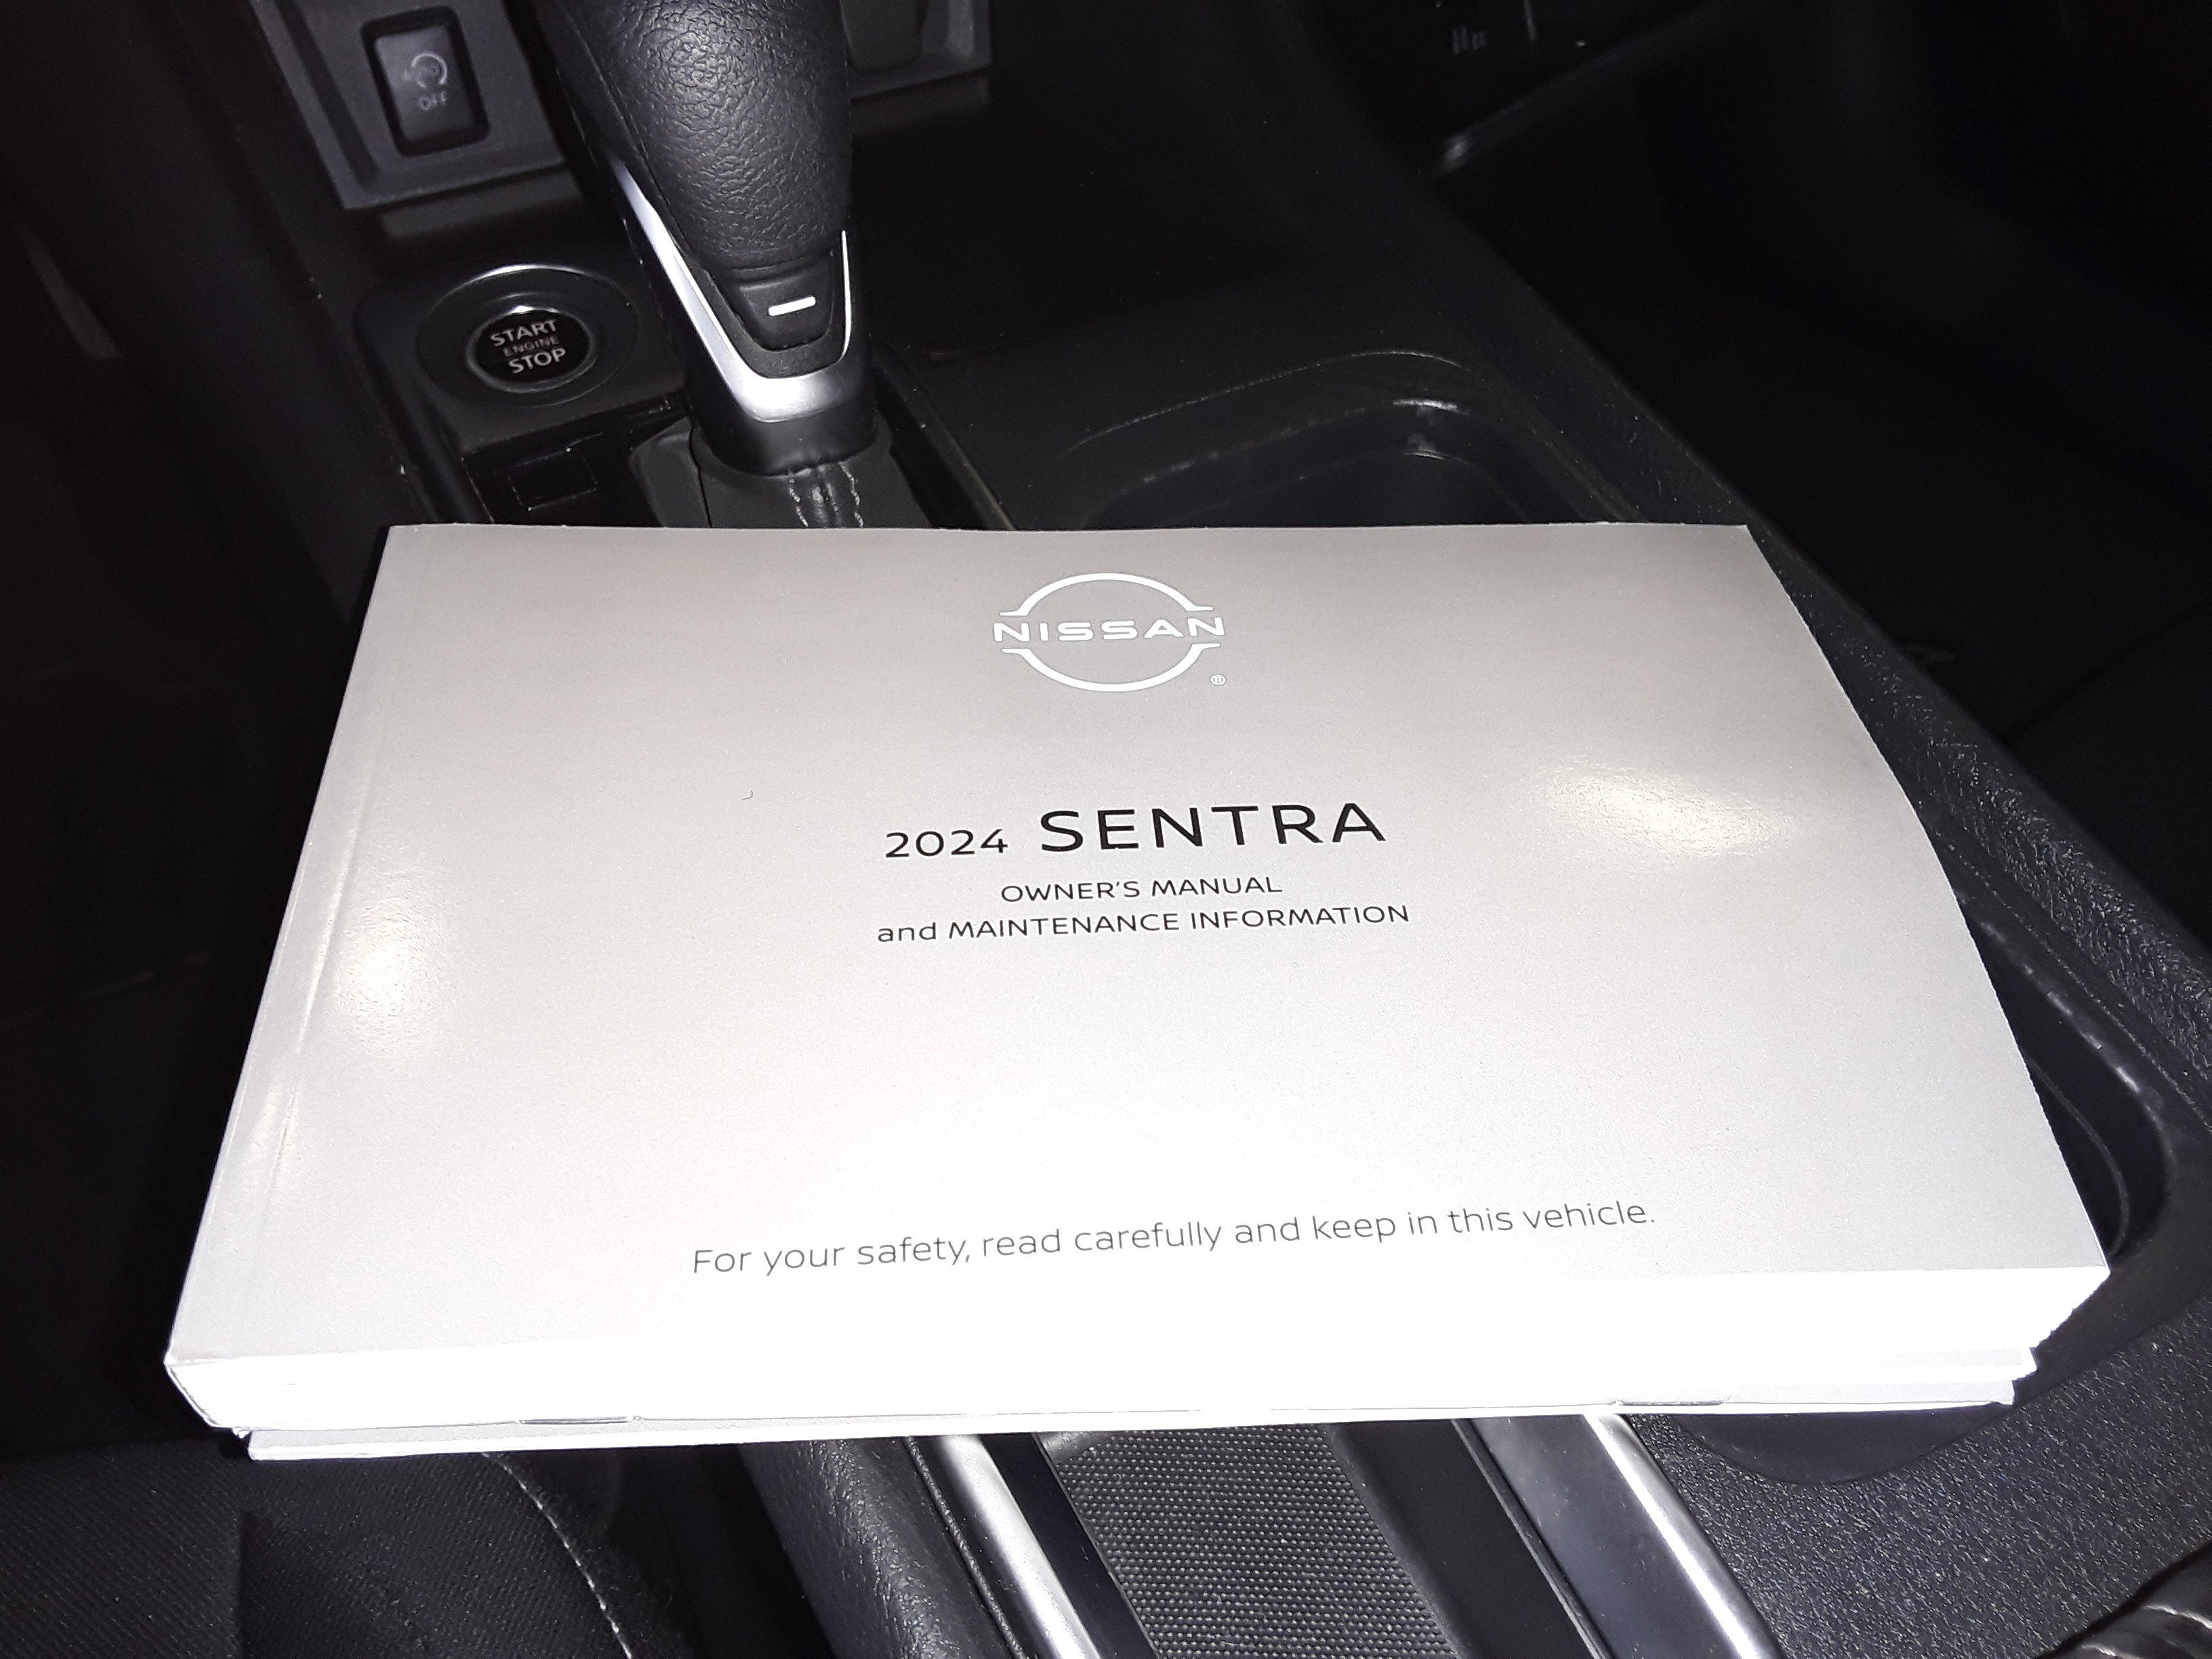 OFF
START
ENGINE
STOP
NISSAN
®
2024 SENTRA
OWNER'S MANUAL
and MAINTENANCE INFORMATION
For your safety, read carefully and keep in this vehicle.